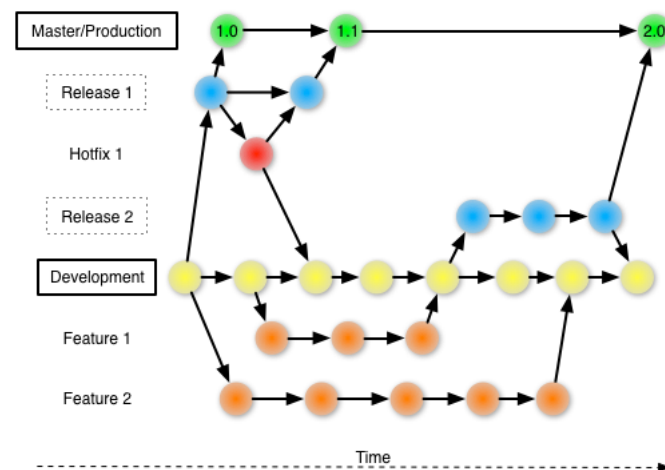 Master/Production
1.0
1.1
2.0
Release 1
Hotfix 1
Release 2
Development
Feature 1
Feature 2
Time